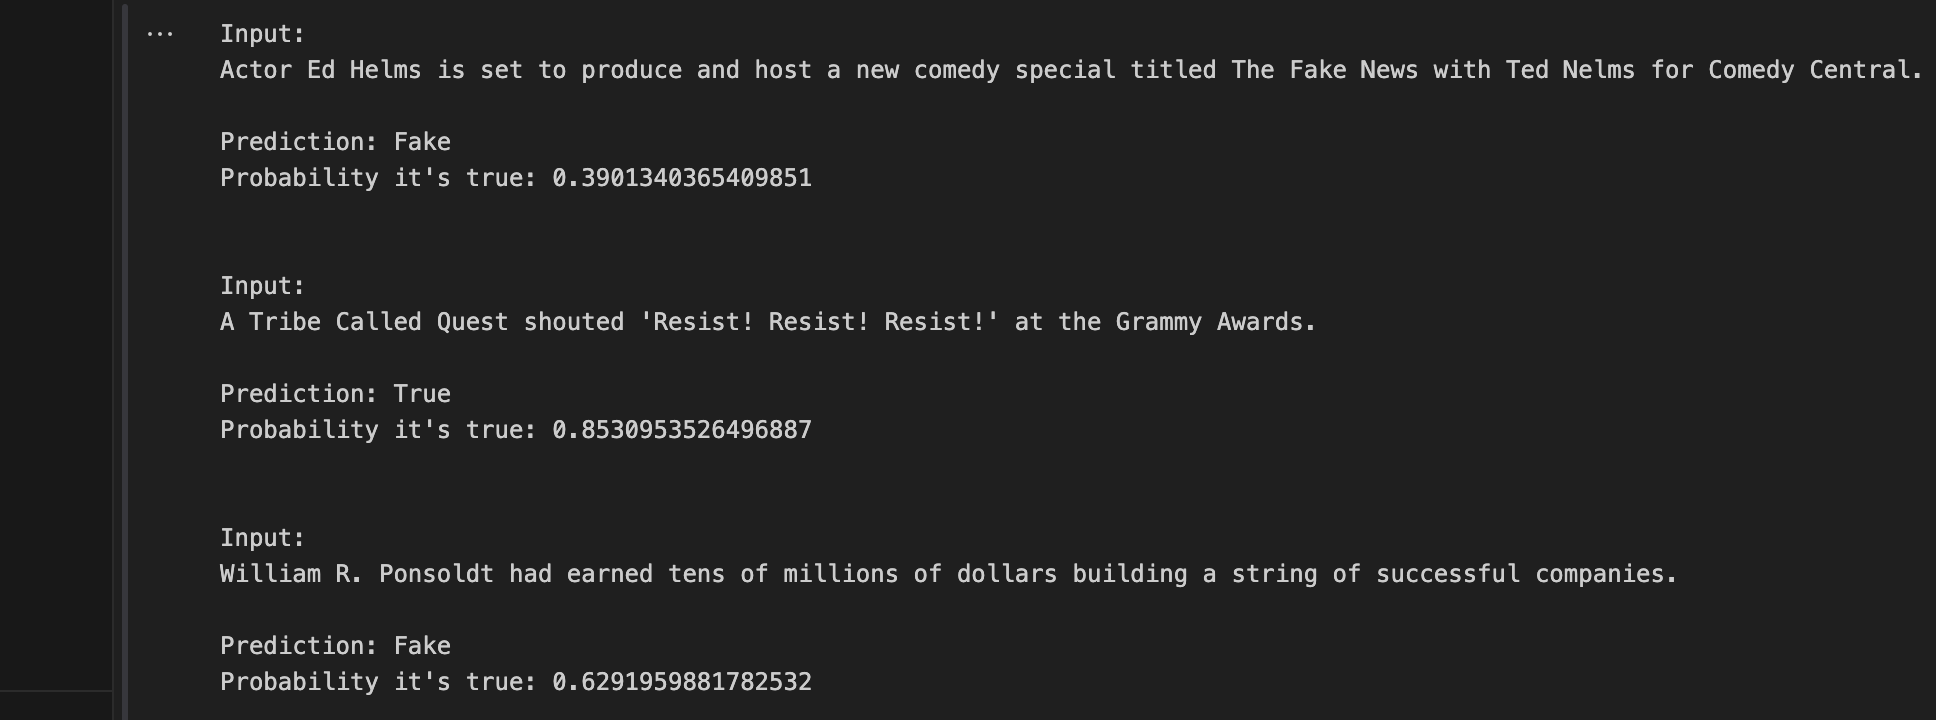 ...
Input:
Actor Ed Helms is set to produce and host a new comedy special titled The Fake News with Ted Nelms for Comedy Central.
Prediction: Fake
Probability it's true: 0.3901340365409851
Input:
A Tribe Called Quest shouted 'Resist! Resist! Resist!' at the Grammy Awards.
Prediction: True
Probability it's true: 0.8530953526496887
Input:
William R. Ponsoldt had earned tens of millions of dollars building a string of successful companies.
Prediction: Fake
Probability it's true: 0.6291959881782532